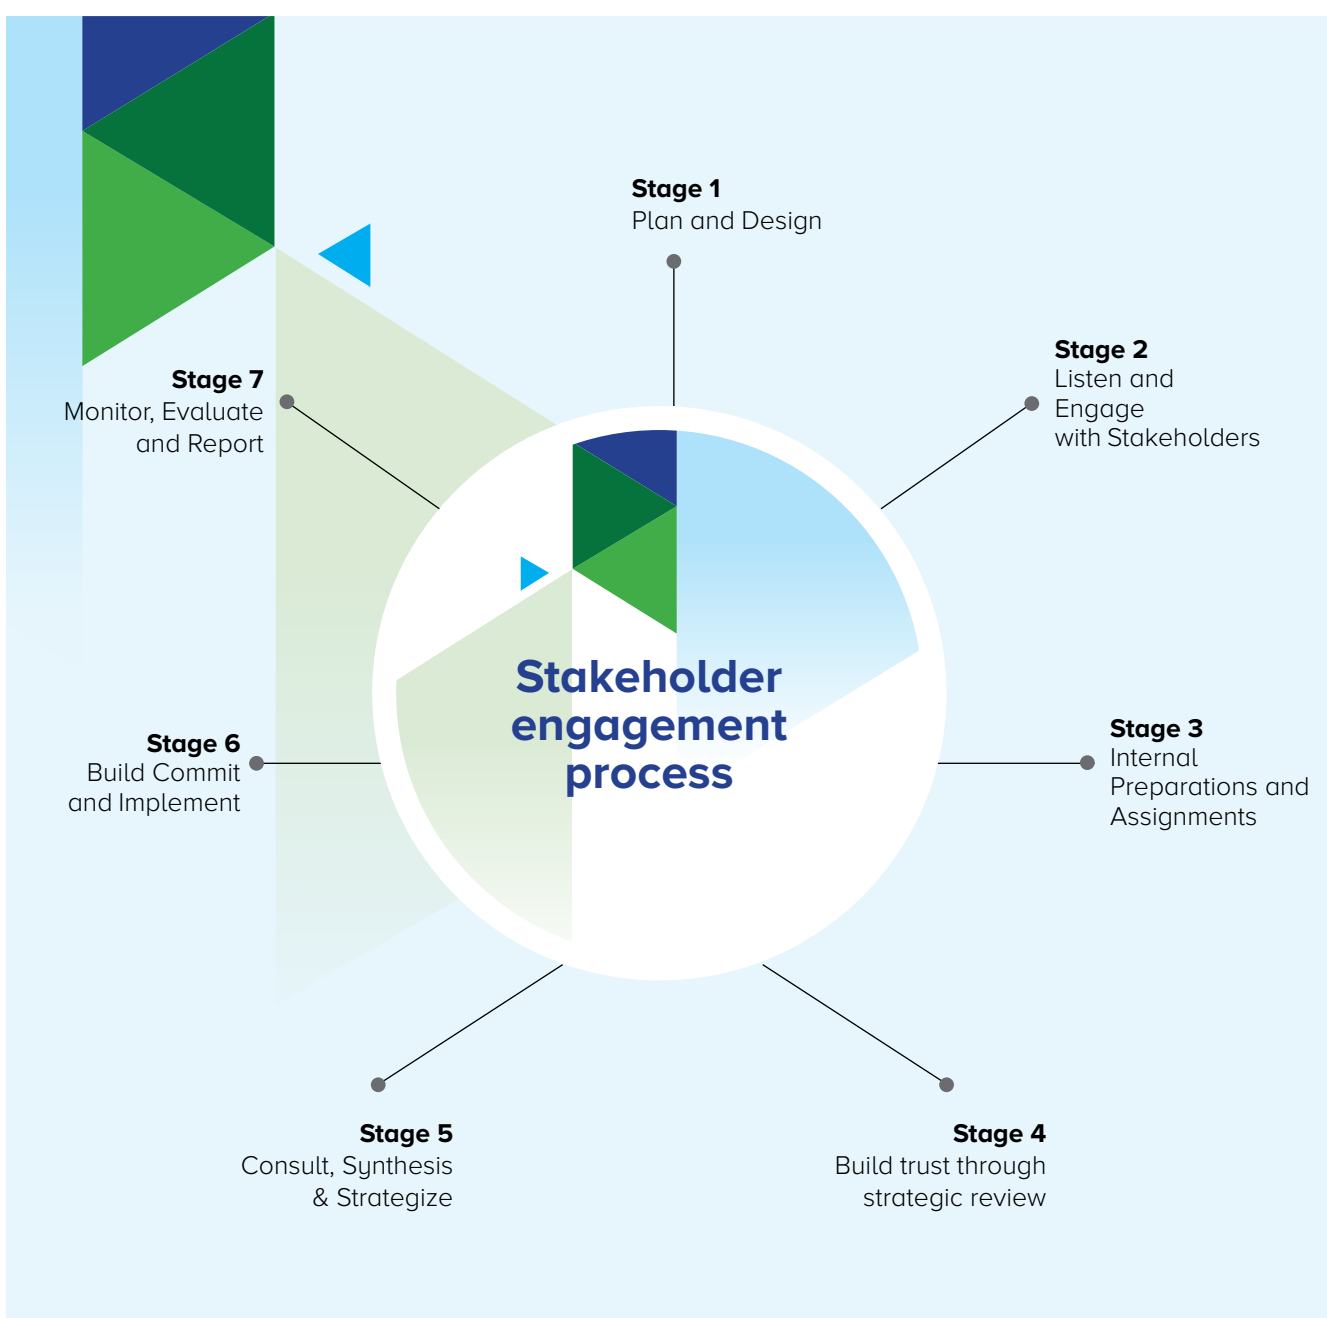 Stage 1
Plan and Design
Stage 2
Listen and
Engage
with Stakeholders
Stage 3
Internal
Preparations and
Assignments
Stage 4
Build trust through
strategic review
Stage 5
Consult, Synthesis
& Strategize
Stage 6
Build Commit
and Implement
Stage 7
Monitor, Evaluate
and Report
Stakeholder
engagement
process